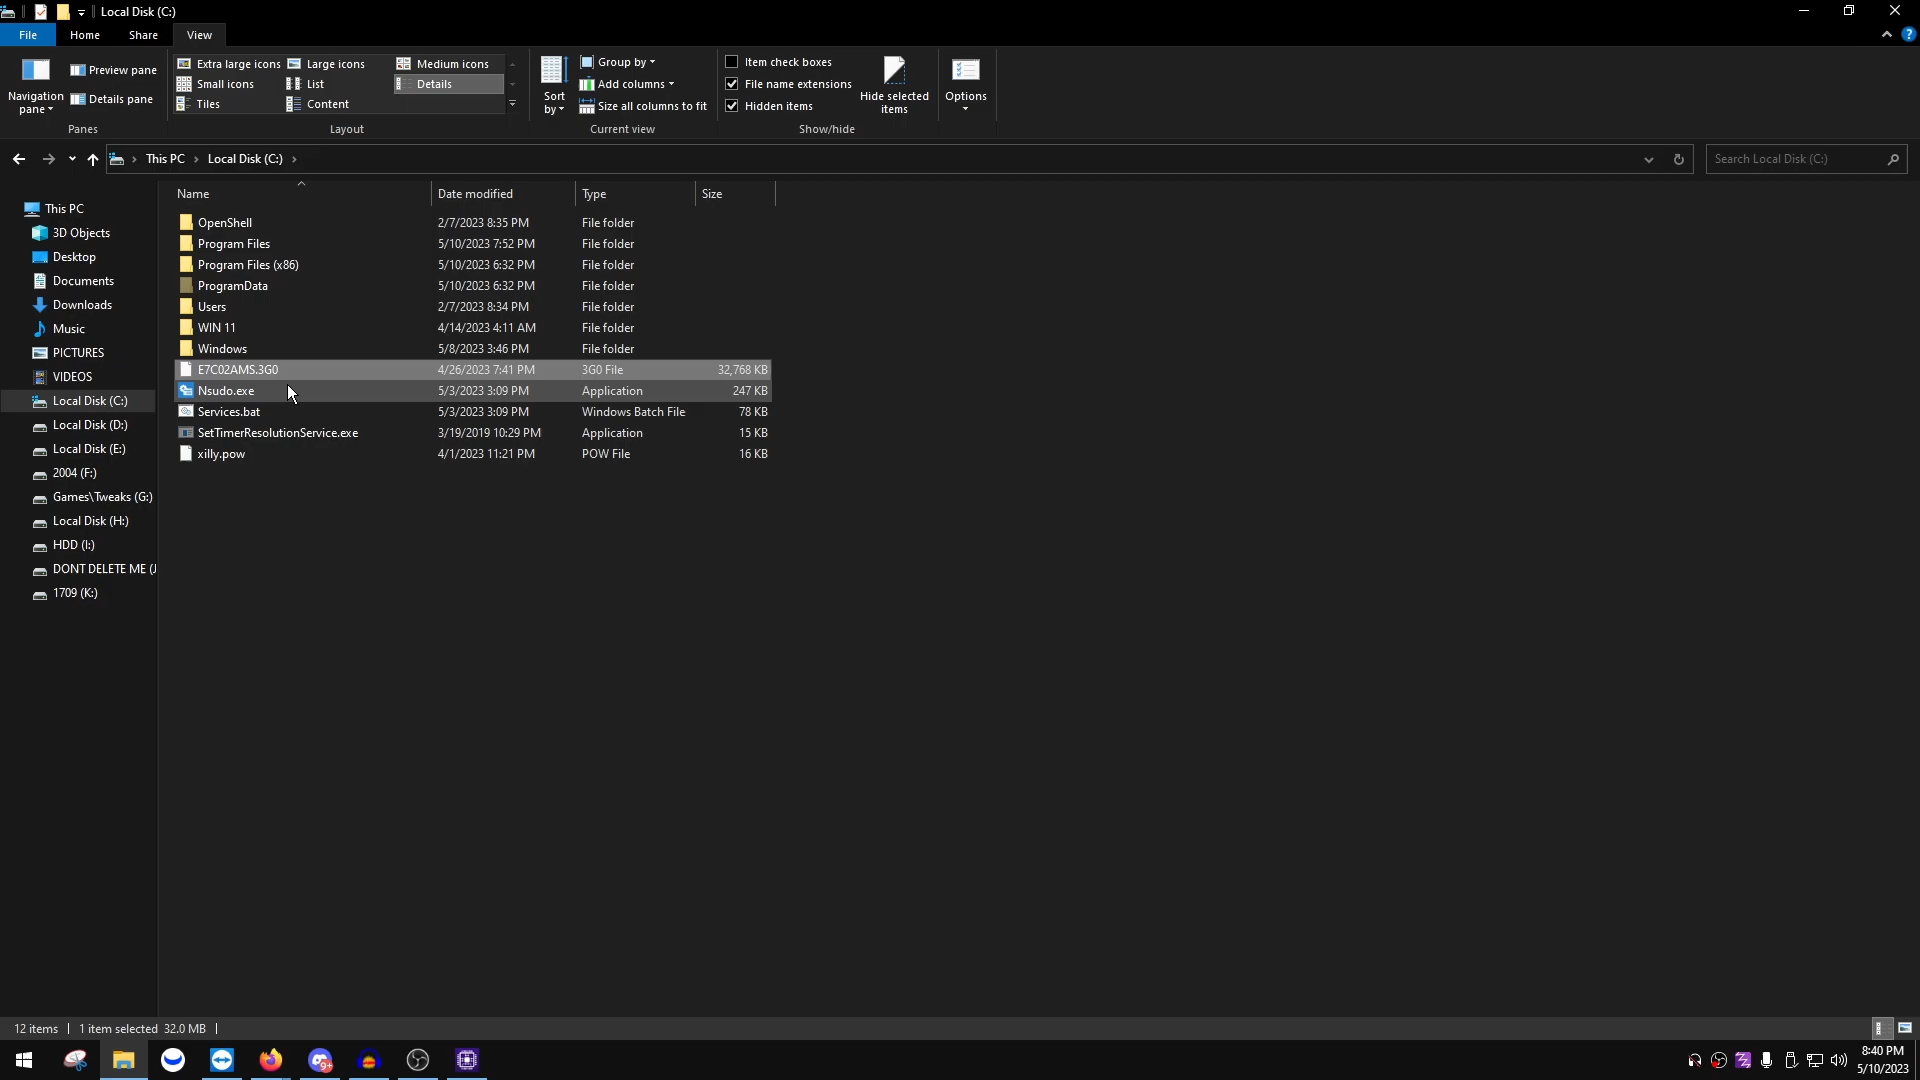 Local Disk (C:)
File Home Share View
Navigation pane
Preview pane
Details pane
Panes
Extra large icons Large icons Medium icons
Small icons List Details
Tiles Content
Layout
Sort by
Group by
Add columns
Size all columns to fit
Current view
Item check boxes
File name extensions
Hidden items
Hide selected items
Show/hide
Options
This PC Local Disk (C:)
Search Local Disk (C:)
This PC
3D Objects
Desktop
Documents
Downloads
Music
PICTURES
VIDEOS
Local Disk (C:)
Local Disk (D:)
Local Disk (E:)
2004 (F:)
Games\Tweaks (G:)
Local Disk (H:)
HDD (I:)
DONT DELETE ME (J
1709 (K:)
Name Date modified Type Size
OpenShell 2/7/2023 8:35 PM File folder
Program Files 5/10/2023 7:52 PM File folder
Program Files (x86) 5/10/2023 6:32 PM File folder
ProgramData 5/10/2023 6:32 PM File folder
Users 2/7/2023 8:34 PM File folder
WIN 11 4/14/2023 4:11 AM File folder
Windows 5/8/2023 3:46 PM File folder
E7C02AMS.3G0 4/26/2023 7:41 PM 3G0 File 32,768 KB
Nsudo.exe 5/3/2023 3:09 PM Application 247 KB
Services.bat 5/3/2023 3:09 PM Windows Batch File 78 KB
SetTimerResolutionService.exe 3/19/2019 10:29 PM Application 15 KB
xilly.pow 4/1/2023 11:21 PM POW File 16 KB
12 items 1 item selected 32.0 MB
9+
8:40 PM
5/10/2023